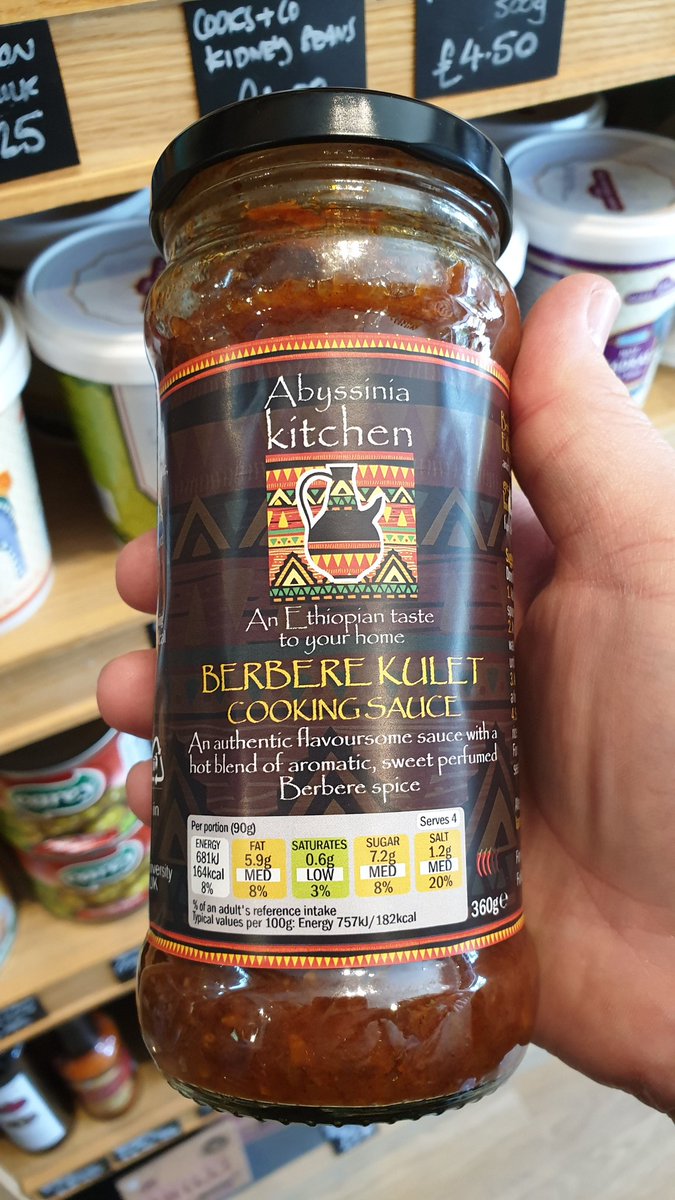 COOKS+CO
KIDNEY BEANS
500g
£4.50
25
Abyssinia
kitchen
An Ethiopian taste
to your home
BERBERE KULET
COOKING SAUCE
An authentic flavoursome sauce with a
hot blend of aromatic, sweet perfumed
Berbere spice
Per portion (90g) Serves 4
ENERGY FAT SATURATES SUGAR SALT
681kJ 5.9g 0.6g 7.2g 1.2g
164kcal MED LOW MED MED
8% 8% 3% 8% 20%
% of an adult's reference intake
Typical values per 100g: Energy 757kJ/182kcal
360g℮